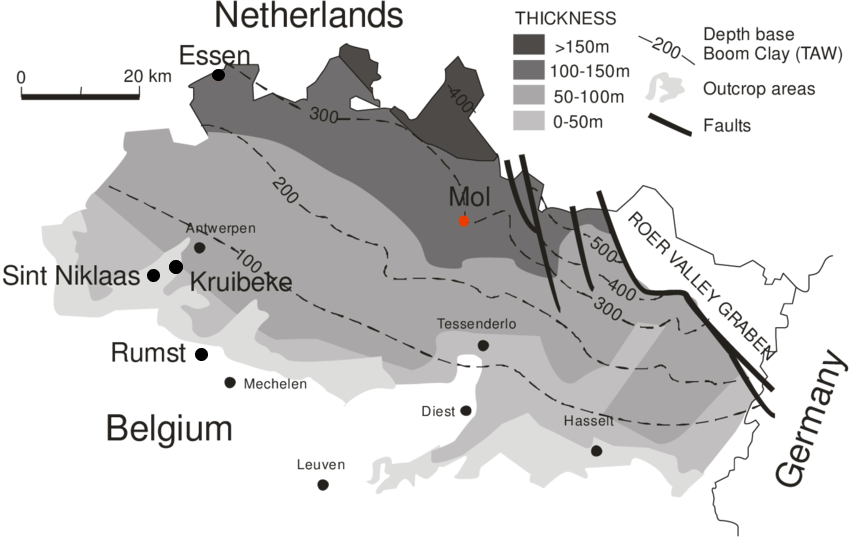 Netherlands
THICKNESS
>150m
100-150m
50-100m
0-50m
200
Depth base
Boom Clay (TAW)
Outcrop areas
Faults
0
20 km
Essen
400
300
Mol
200
ROER VALLEY GRABEN
Antwerpen
500
100
Sint Niklaas
Kruibeke
400
300
Tessenderlo
Rumst
Mechelen
Diest
Hasselt
Belgium
Germany
Leuven